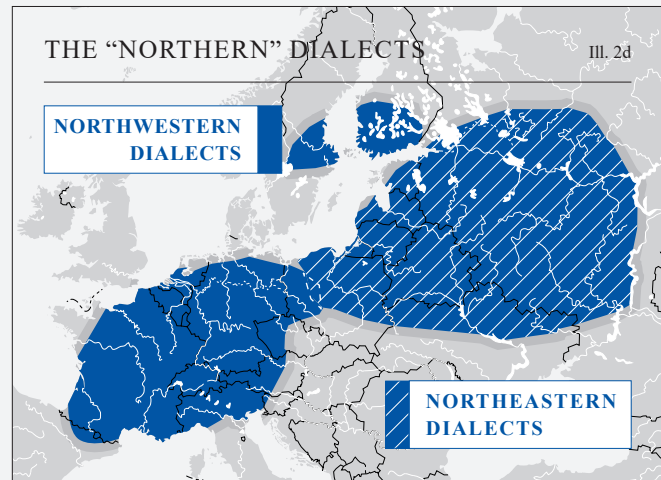 THE “NORTHERN” DIALECTS Ill. 2d
NORTHWESTERN
DIALECTS
NORTHEASTERN
DIALECTS